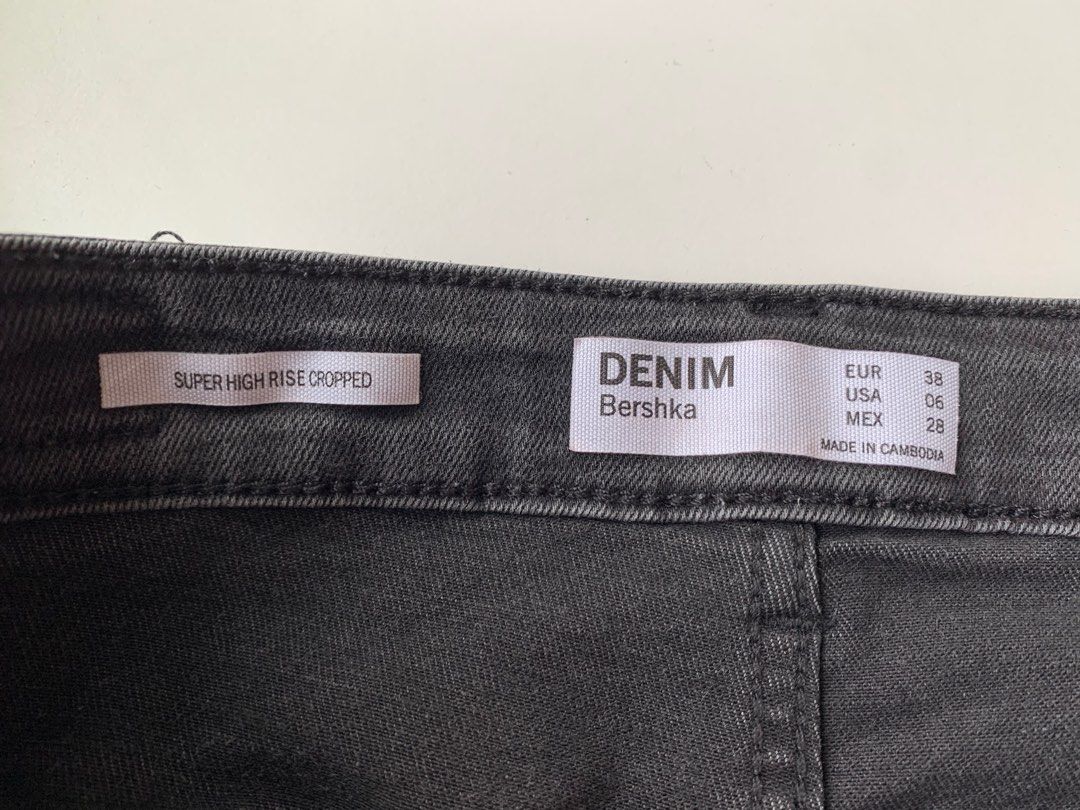 SUPER HIGH RISE CROPPED
DENIM
Bershka
EUR 38
USA 06
MEX 28
MADE IN CAMBODIA